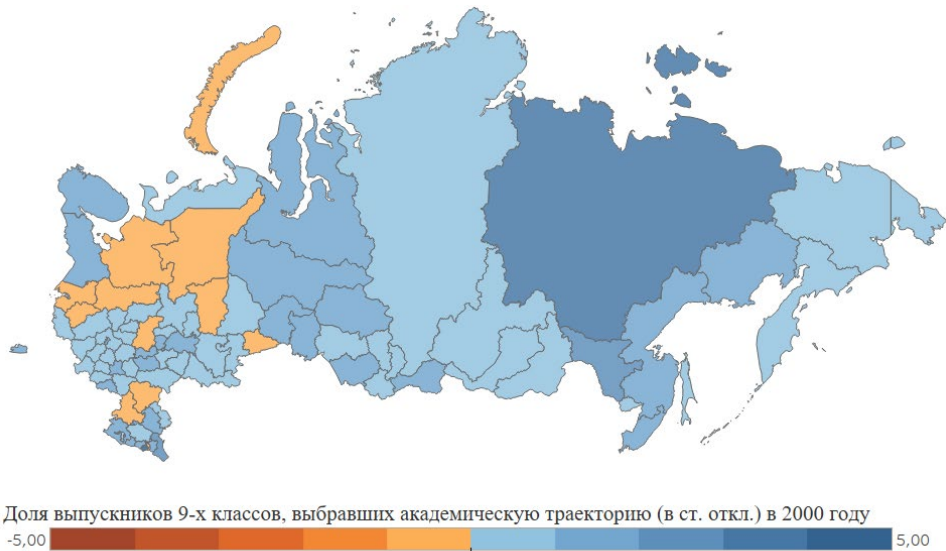 Доля выпускников 9-х классов, выбравших академическую траекторию (в ст. откл.) в 2000 году
-5,00 5,00